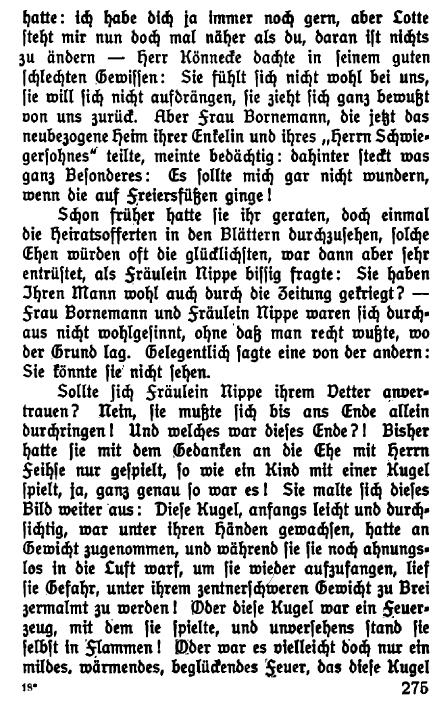 hatte: ich habe dich ja immer noch gern, aber Lotte
steht mir nun doch mal näher als du, daran ist nichts
zu ändern — Herr Könnecke dachte in seinem guten
schlechten Gewissen: Sie fühlt sich nicht wohl bei uns,
sie will sich nicht aufdrängen, sie zieht sich ganz bewußt
von uns zurück. Aber Frau Bornemann, die jetzt das
neubezogene Heim ihrer Enkelin und ihres „Herrn Schwie-
gersohnes“ teilte, meinte bedächtig: dahinter steckt was
ganz Besonderes: Es sollte mich gar nicht wundern,
wenn die auf Freiersfüßen ginge!
Schon früher hatte sie ihr geraten, doch einmal
die Heiratsofferten in den Blättern durchzusehen, solche
Ehen würden oft die glücklichsten, war dann aber sehr
entrüstet, als Fräulein Nippe bissig fragte: Sie haben
Ihren Mann wohl auch durch die Zeitung gekriegt? —
Frau Bornemann und Fräulein Nippe waren sich durch-
aus nicht wohlgesinnt, ohne daß man recht wußte, wo
der Grund lag. Gelegentlich sagte eine von der andern:
Sie könnte sie nicht sehen.
Sollte sich Fräulein Nippe ihrem Vetter anver-
trauen? Nein, sie mußte sich bis ans Ende allein
durchringen! Und welches war dieses Ende?! Bisher
hatte sie mit dem Gedanken an die Ehe mit Herrn
Feihse nur gespielt, so wie ein Kind mit einer Kugel
spielt, ja, ganz genau so war es! Sie malte sich dieses
Bild weiter aus: Diese Kugel, anfangs leicht und durch-
sichtig, war unter ihren Händen gewachsen, hatte an
Gewicht zugenommen, und während sie sie noch ahnungs-
los in die Luft warf, um sie wieder aufzufangen, lief
sie Gefahr, unter ihrem zentnerschweren Gewicht zu Brei
zermalmt zu werden! Oder diese Kugel war ein Feuer-
zeug, mit dem sie spielte, und unversehens stand sie
selbst in Flammen! Oder war es vielleicht doch nur ein
mildes, wärmendes, beglückendes Feuer, das diese Kugel
18*
275